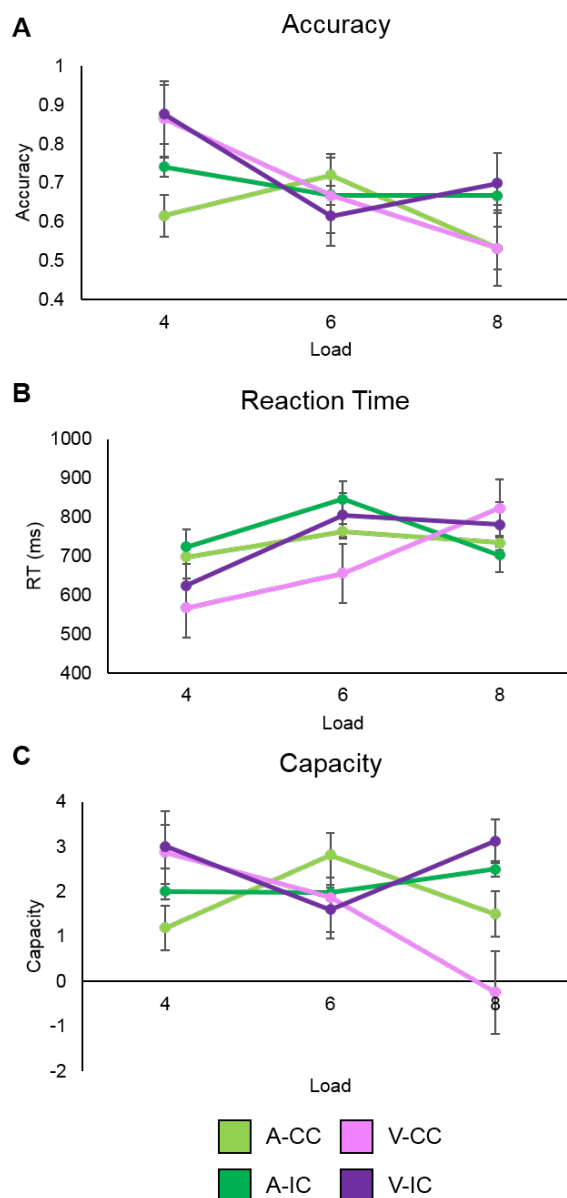 A
Accuracy
1
0.9
0.8
0.7
0.6
0.5
0.4
Accuracy
4 6 8
Load
B
Reaction Time
1000
900
800
700
600
500
400
RT (ms)
4 6 8
Load
C
Capacity
4
3
2
1
0
-1
-2
Capacity
4 6 8
Load
A-CC V-CC
A-IC V-IC